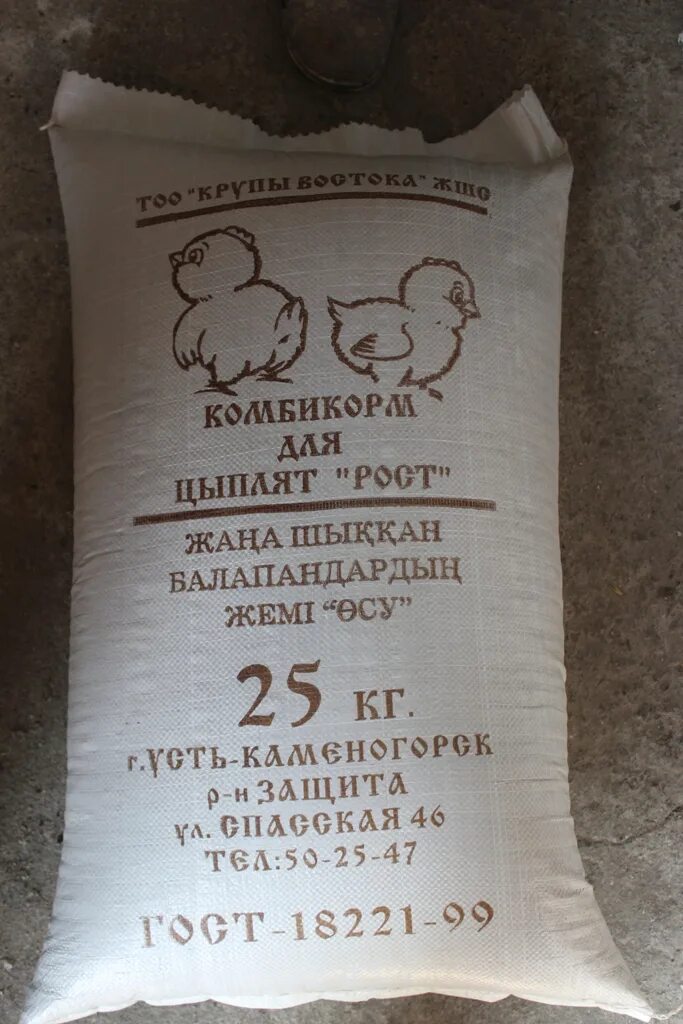 ТОО "КРУПЫ ВОСТОКА" ЖШС
КОМБИКОРМ
ДЛЯ
ЦЫПЛЯТ "РОСТ"
ЖАҢА ШЫҚҚАН
БАЛАПАНДАРДЫҢ
ЖЕМІ “ӨСУ”
25 КГ.
г.УСТЬ-КАМЕНОГОРСК
р-н ЗАЩИТА
ул. СПАССКАЯ 46
ТЕЛ:50-25-47
ГОСТ-18221-99